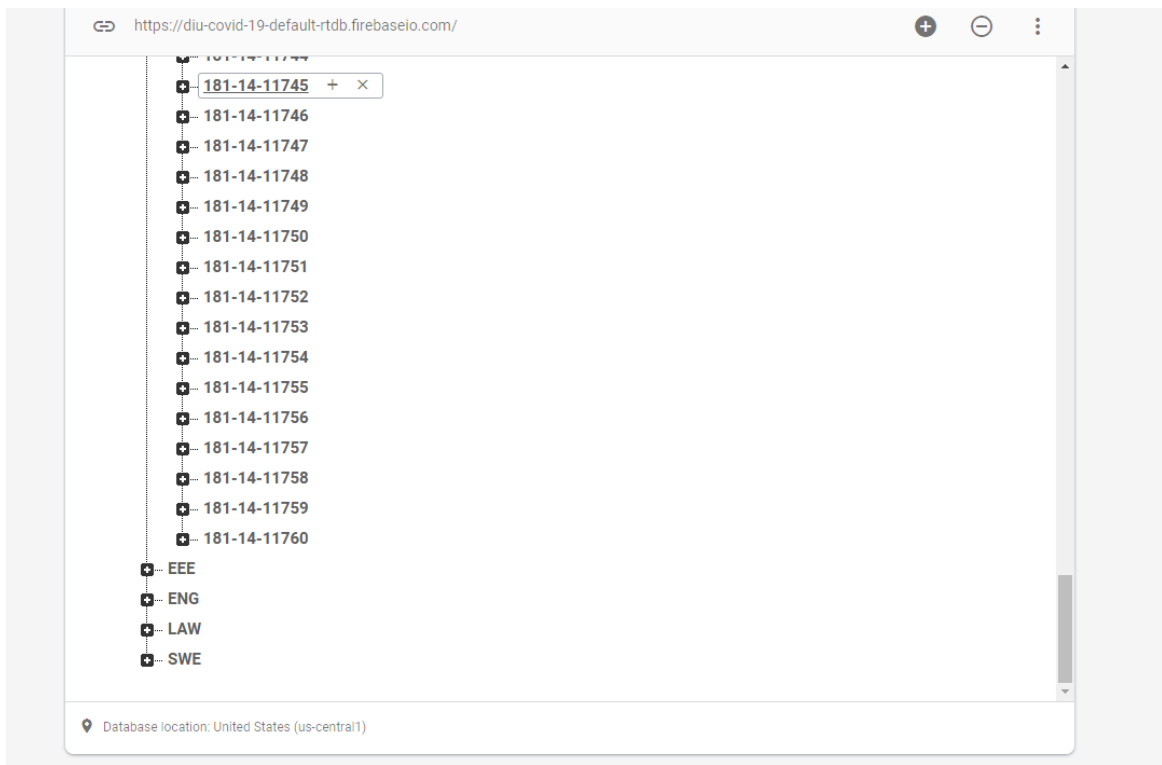 https://diu-covid-19-default-rtdb.firebaseio.com/
181-14-11744
181-14-11745
181-14-11746
181-14-11747
181-14-11748
181-14-11749
181-14-11750
181-14-11751
181-14-11752
181-14-11753
181-14-11754
181-14-11755
181-14-11756
181-14-11757
181-14-11758
181-14-11759
181-14-11760
EEE
ENG
LAW
SWE
Database location: United States (us-central1)